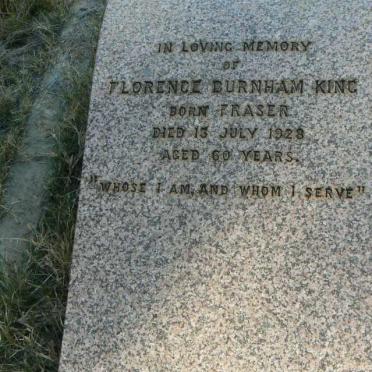 IN LOVING MEMORY
OF
FLORENCE BURNHAM KING
BORN FRASER
DIED 13 JULY 1928
AGED 60 YEARS.
"WHOSE I AM, AND WHOM I SERVE"